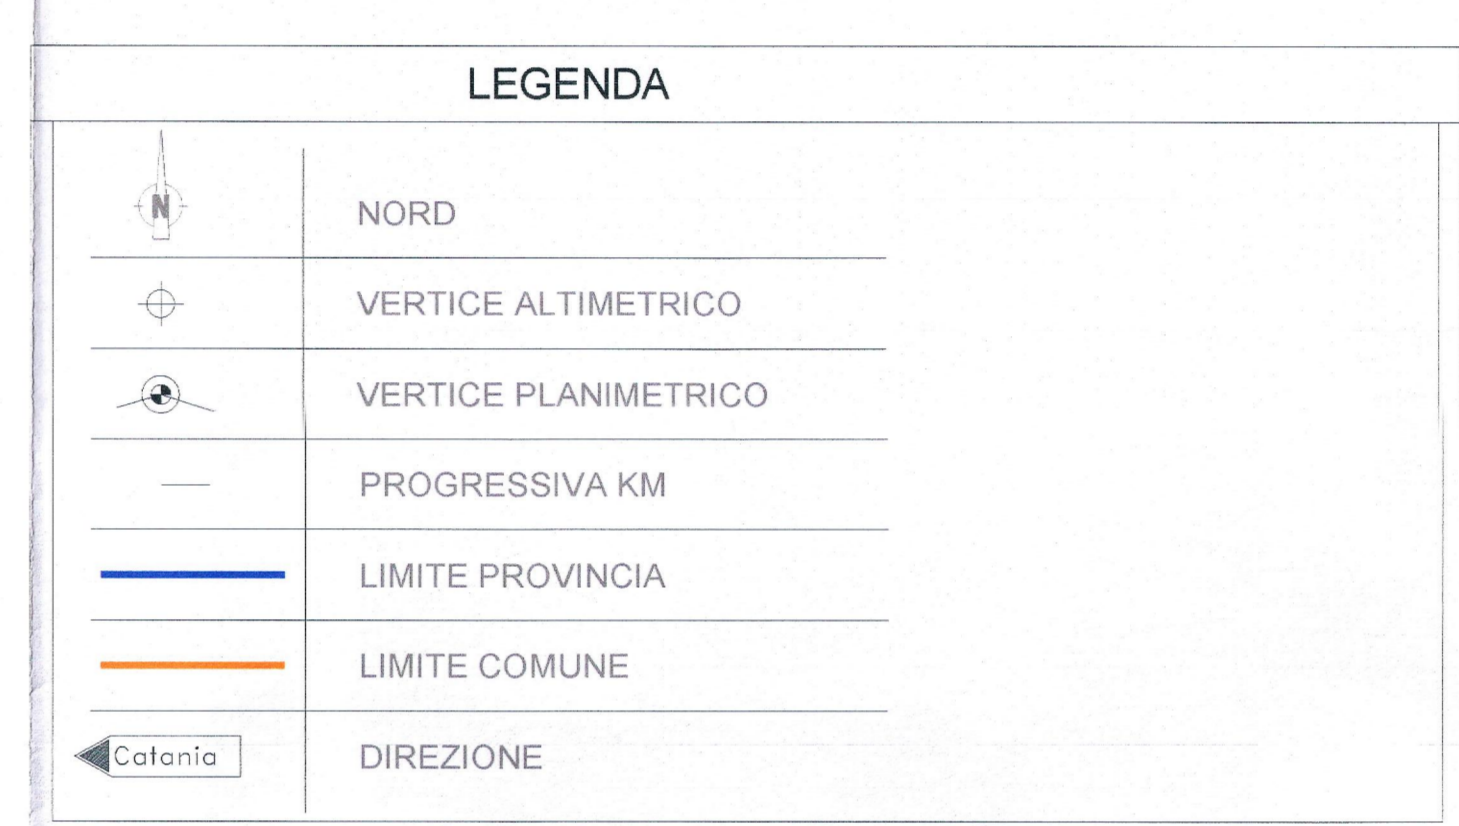 LEGENDA
N
NORD
VERTICE ALTIMETRICO
VERTICE PLANIMETRICO
PROGRESSIVA KM
LIMITE PROVINCIA
LIMITE COMUNE
Catania
DIREZIONE